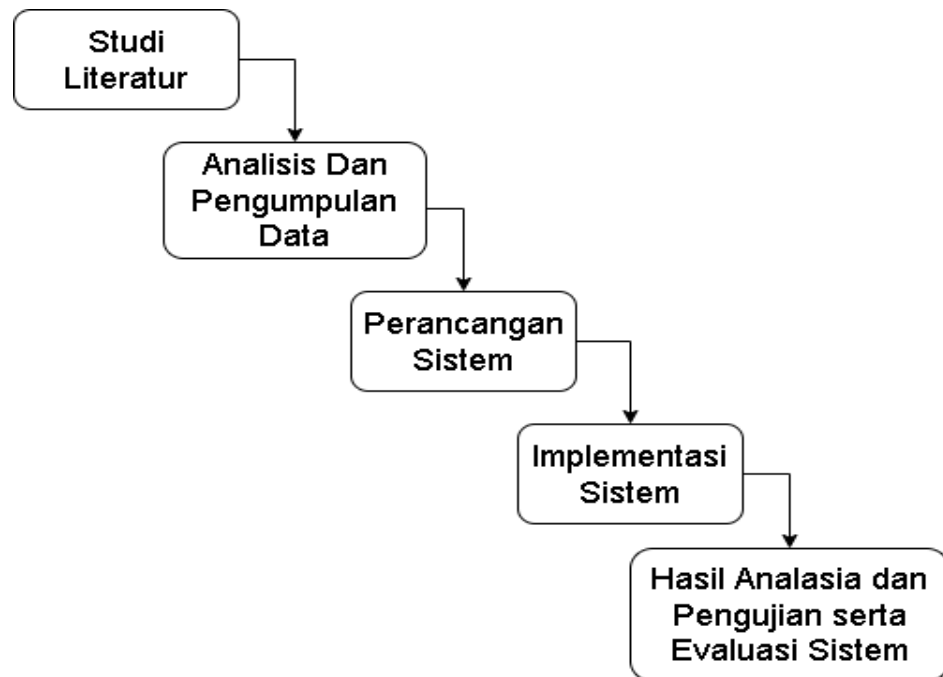 Studi
Literatur
Analisis Dan
Pengumpulan
Data
Perancangan
Sistem
Implementasi
Sistem
Hasil Analasia dan
Pengujian serta
Evaluasi Sistem